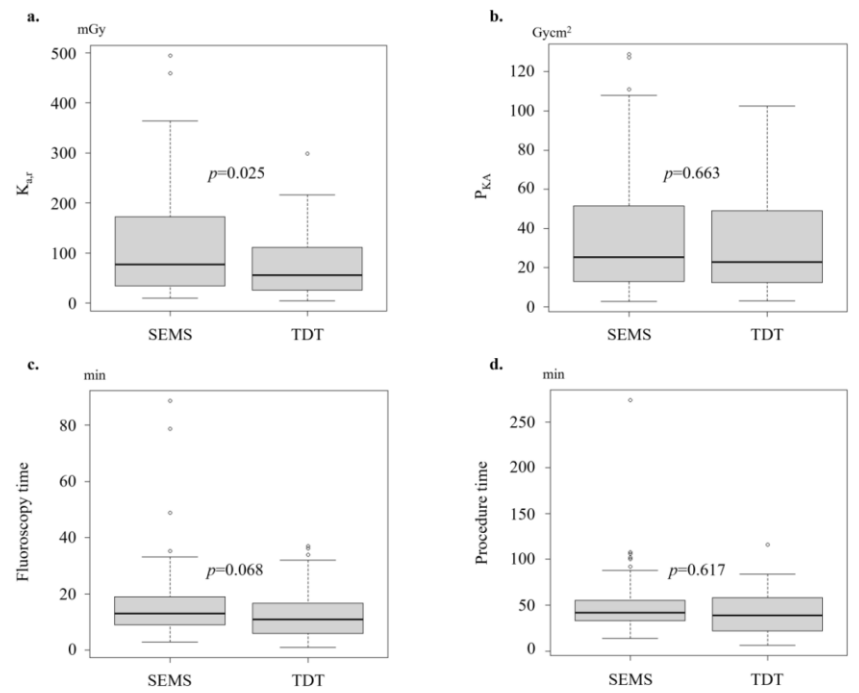 a.
mGy
500
400
300
200
100
0
K_{a,r}
p=0.025
SEMS TDT
b.
Gycm²
120
100
80
60
40
20
0
P_{KA}
p=0.663
SEMS TDT
c.
min
80
60
40
20
0
Fluoroscopy time
p=0.068
SEMS TDT
d.
min
250
200
150
100
50
0
Procedure time
p=0.617
SEMS TDT